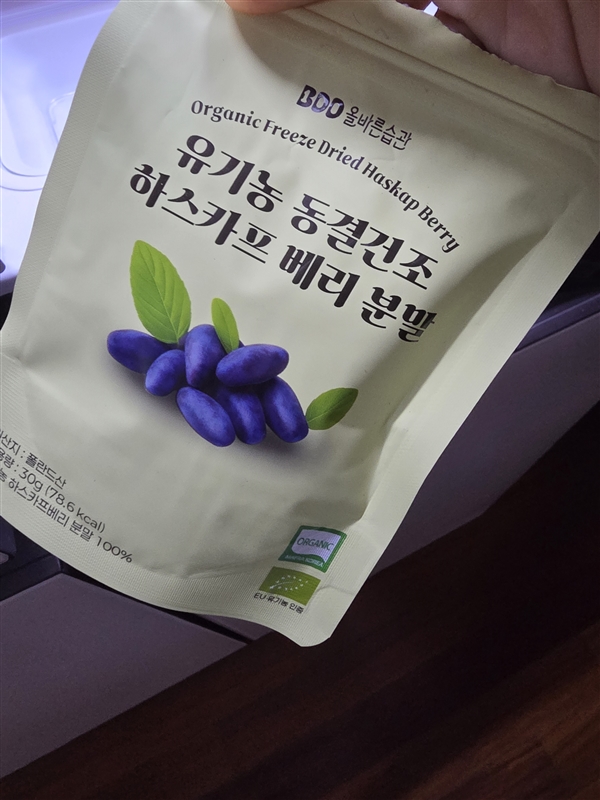 BOO 올바른습관
Organic Freeze Dried Haskap Berry
유기농 동결건조
하스카프 베리 분말
산지 : 폴란드산
용량 : 30g (78.6 kcal)
하스카프베리 분말 100%
ORGANIC
EU 유기농 인증